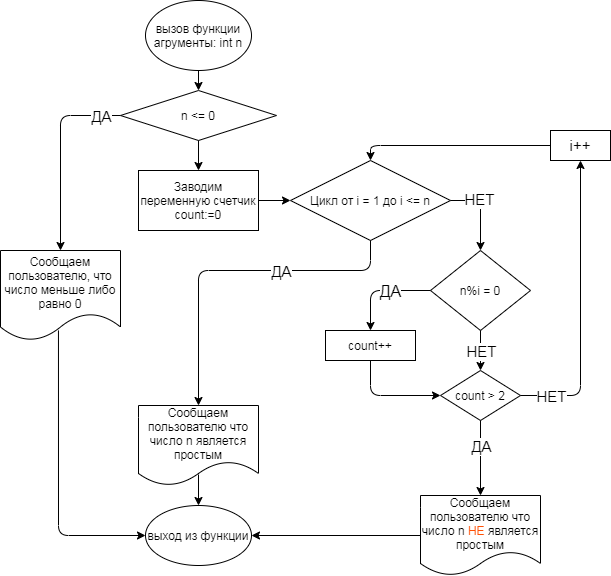 вызов функции
агрументы: int n
n <= 0
ДА
i++
Заводим
переменную счетчик
count:=0
Цикл от i = 1 до i <= n
НЕТ
Сообщаем
пользователю, что
число меньше либо
равно 0
ДА
n%i = 0
ДА
count++
НЕТ
count > 2
НЕТ
Сообщаем
пользователю что
число n является
простым
ДА
Сообщаем
пользователю что
число n НЕ является
простым
выход из функции